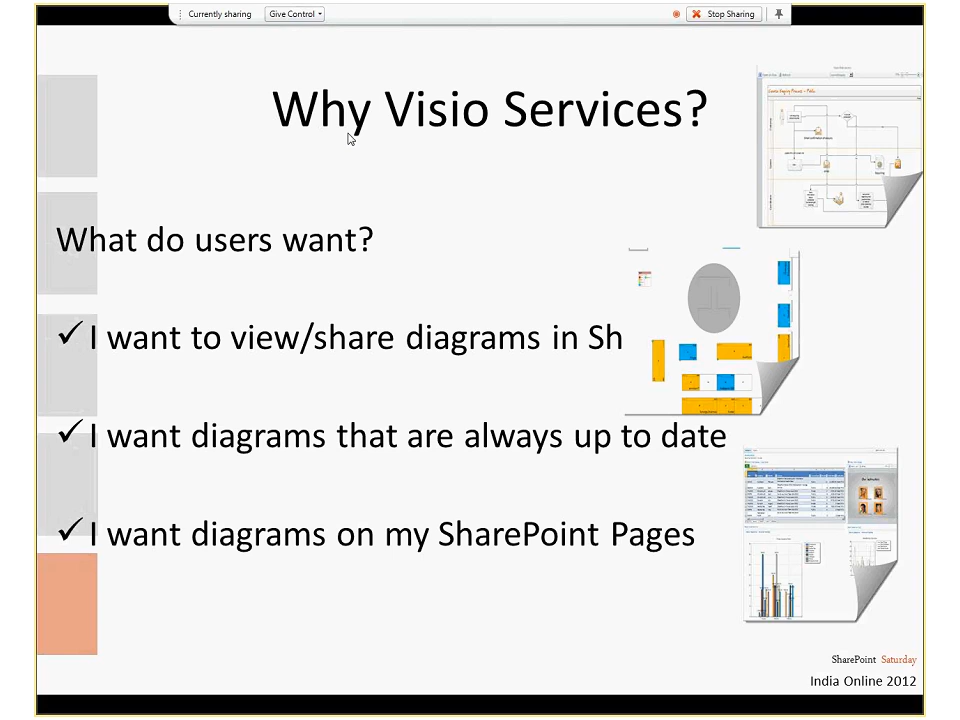 Currently sharing Give Control Stop Sharing
Why Visio Services?
What do users want?
✓ I want to view/share diagrams in Sh
✓ I want diagrams that are always up to date
✓ I want diagrams on my SharePoint Pages
SharePoint Saturday
India Online 2012